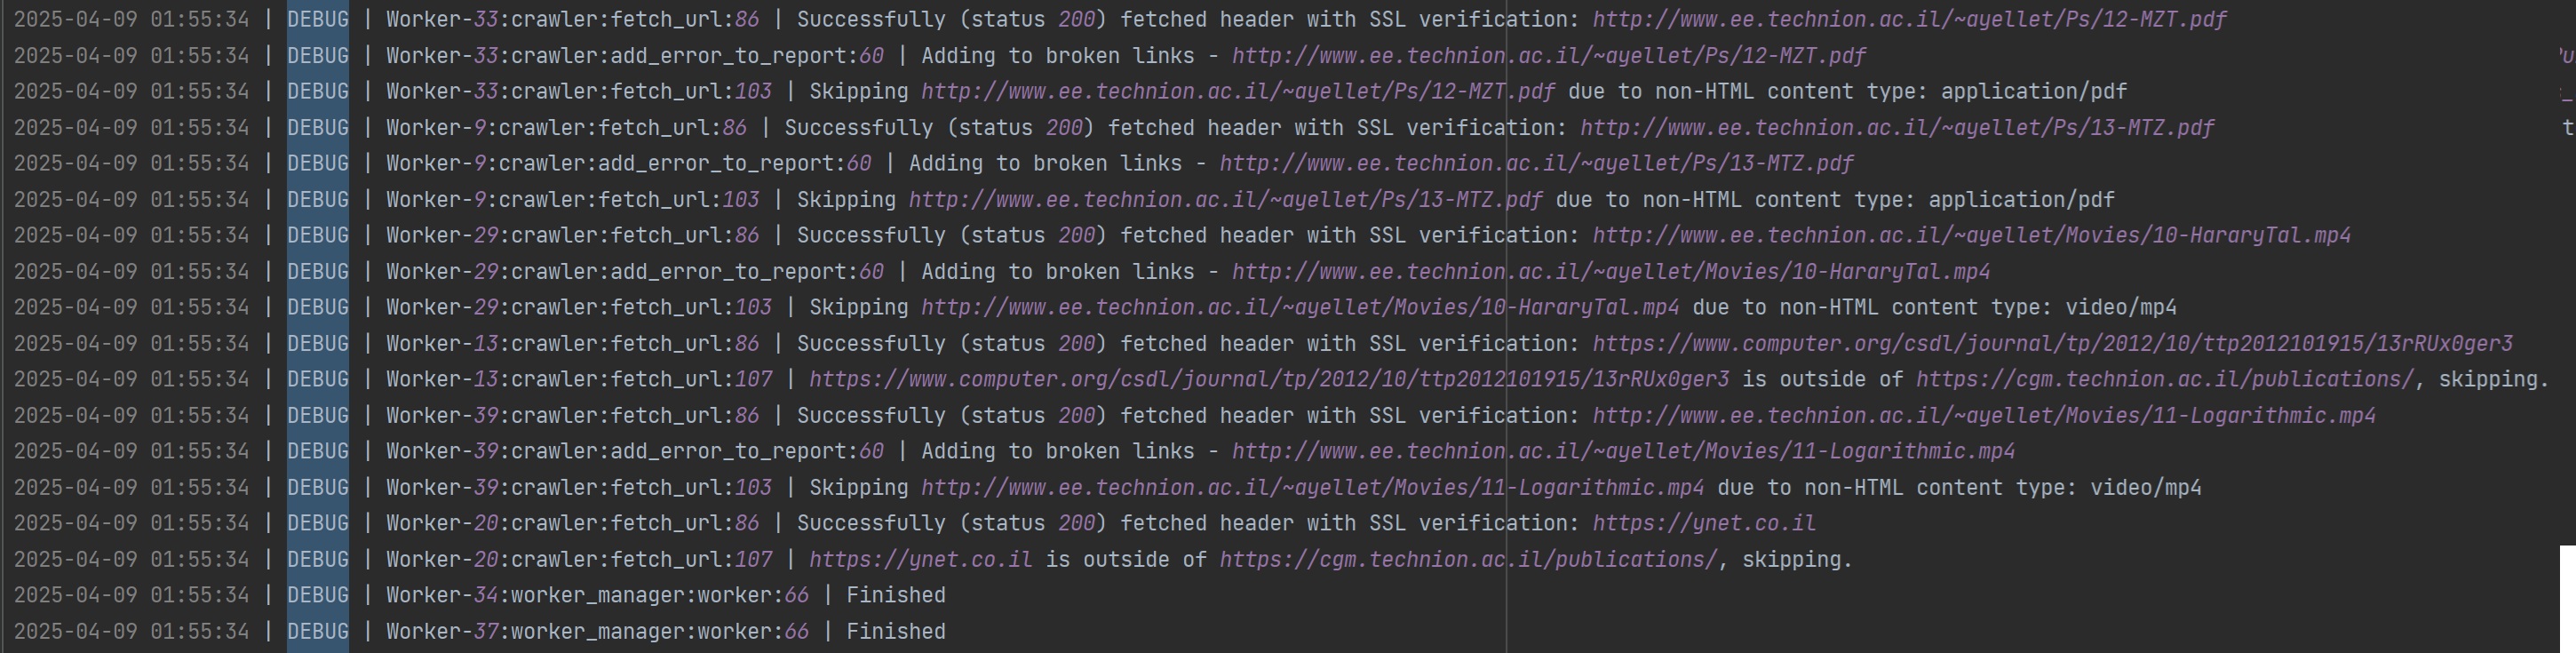 2025-04-09 01:55:34 | DEBUG | Worker-33:crawler:fetch_url:86 | Successfully (status 200) fetched header with SSL verification: http://www.ee.technion.ac.il/~ayellet/Ps/12-MZT.pdf
2025-04-09 01:55:34 | DEBUG | Worker-33:crawler:add_error_to_report:60 | Adding to broken links - http://www.ee.technion.ac.il/~ayellet/Ps/12-MZT.pdf
2025-04-09 01:55:34 | DEBUG | Worker-33:crawler:fetch_url:103 | Skipping http://www.ee.technion.ac.il/~ayellet/Ps/12-MZT.pdf due to non-HTML content type: application/pdf
2025-04-09 01:55:34 | DEBUG | Worker-9:crawler:fetch_url:86 | Successfully (status 200) fetched header with SSL verification: http://www.ee.technion.ac.il/~ayellet/Ps/13-MTZ.pdf
2025-04-09 01:55:34 | DEBUG | Worker-9:crawler:add_error_to_report:60 | Adding to broken links - http://www.ee.technion.ac.il/~ayellet/Ps/13-MTZ.pdf
2025-04-09 01:55:34 | DEBUG | Worker-9:crawler:fetch_url:103 | Skipping http://www.ee.technion.ac.il/~ayellet/Ps/13-MTZ.pdf due to non-HTML content type: application/pdf
2025-04-09 01:55:34 | DEBUG | Worker-29:crawler:fetch_url:86 | Successfully (status 200) fetched header with SSL verification: http://www.ee.technion.ac.il/~ayellet/Movies/10-HararyTal.mp4
2025-04-09 01:55:34 | DEBUG | Worker-29:crawler:add_error_to_report:60 | Adding to broken links - http://www.ee.technion.ac.il/~ayellet/Movies/10-HararyTal.mp4
2025-04-09 01:55:34 | DEBUG | Worker-29:crawler:fetch_url:103 | Skipping http://www.ee.technion.ac.il/~ayellet/Movies/10-HararyTal.mp4 due to non-HTML content type: video/mp4
2025-04-09 01:55:34 | DEBUG | Worker-13:crawler:fetch_url:86 | Successfully (status 200) fetched header with SSL verification: https://www.computer.org/csdl/journal/tp/2012/10/ttp2012101915/13rRUx0ger3
2025-04-09 01:55:34 | DEBUG | Worker-13:crawler:fetch_url:107 | https://www.computer.org/csdl/journal/tp/2012/10/ttp2012101915/13rRUx0ger3 is outside of https://cgm.technion.ac.il/publications/, skipping.
2025-04-09 01:55:34 | DEBUG | Worker-39:crawler:fetch_url:86 | Successfully (status 200) fetched header with SSL verification: http://www.ee.technion.ac.il/~ayellet/Movies/11-Logarithmic.mp4
2025-04-09 01:55:34 | DEBUG | Worker-39:crawler:add_error_to_report:60 | Adding to broken links - http://www.ee.technion.ac.il/~ayellet/Movies/11-Logarithmic.mp4
2025-04-09 01:55:34 | DEBUG | Worker-39:crawler:fetch_url:103 | Skipping http://www.ee.technion.ac.il/~ayellet/Movies/11-Logarithmic.mp4 due to non-HTML content type: video/mp4
2025-04-09 01:55:34 | DEBUG | Worker-20:crawler:fetch_url:86 | Successfully (status 200) fetched header with SSL verification: https://ynet.co.il
2025-04-09 01:55:34 | DEBUG | Worker-20:crawler:fetch_url:107 | https://ynet.co.il is outside of https://cgm.technion.ac.il/publications/, skipping.
2025-04-09 01:55:34 | DEBUG | Worker-34:worker_manager:worker:66 | Finished
2025-04-09 01:55:34 | DEBUG | Worker-37:worker_manager:worker:66 | Finished